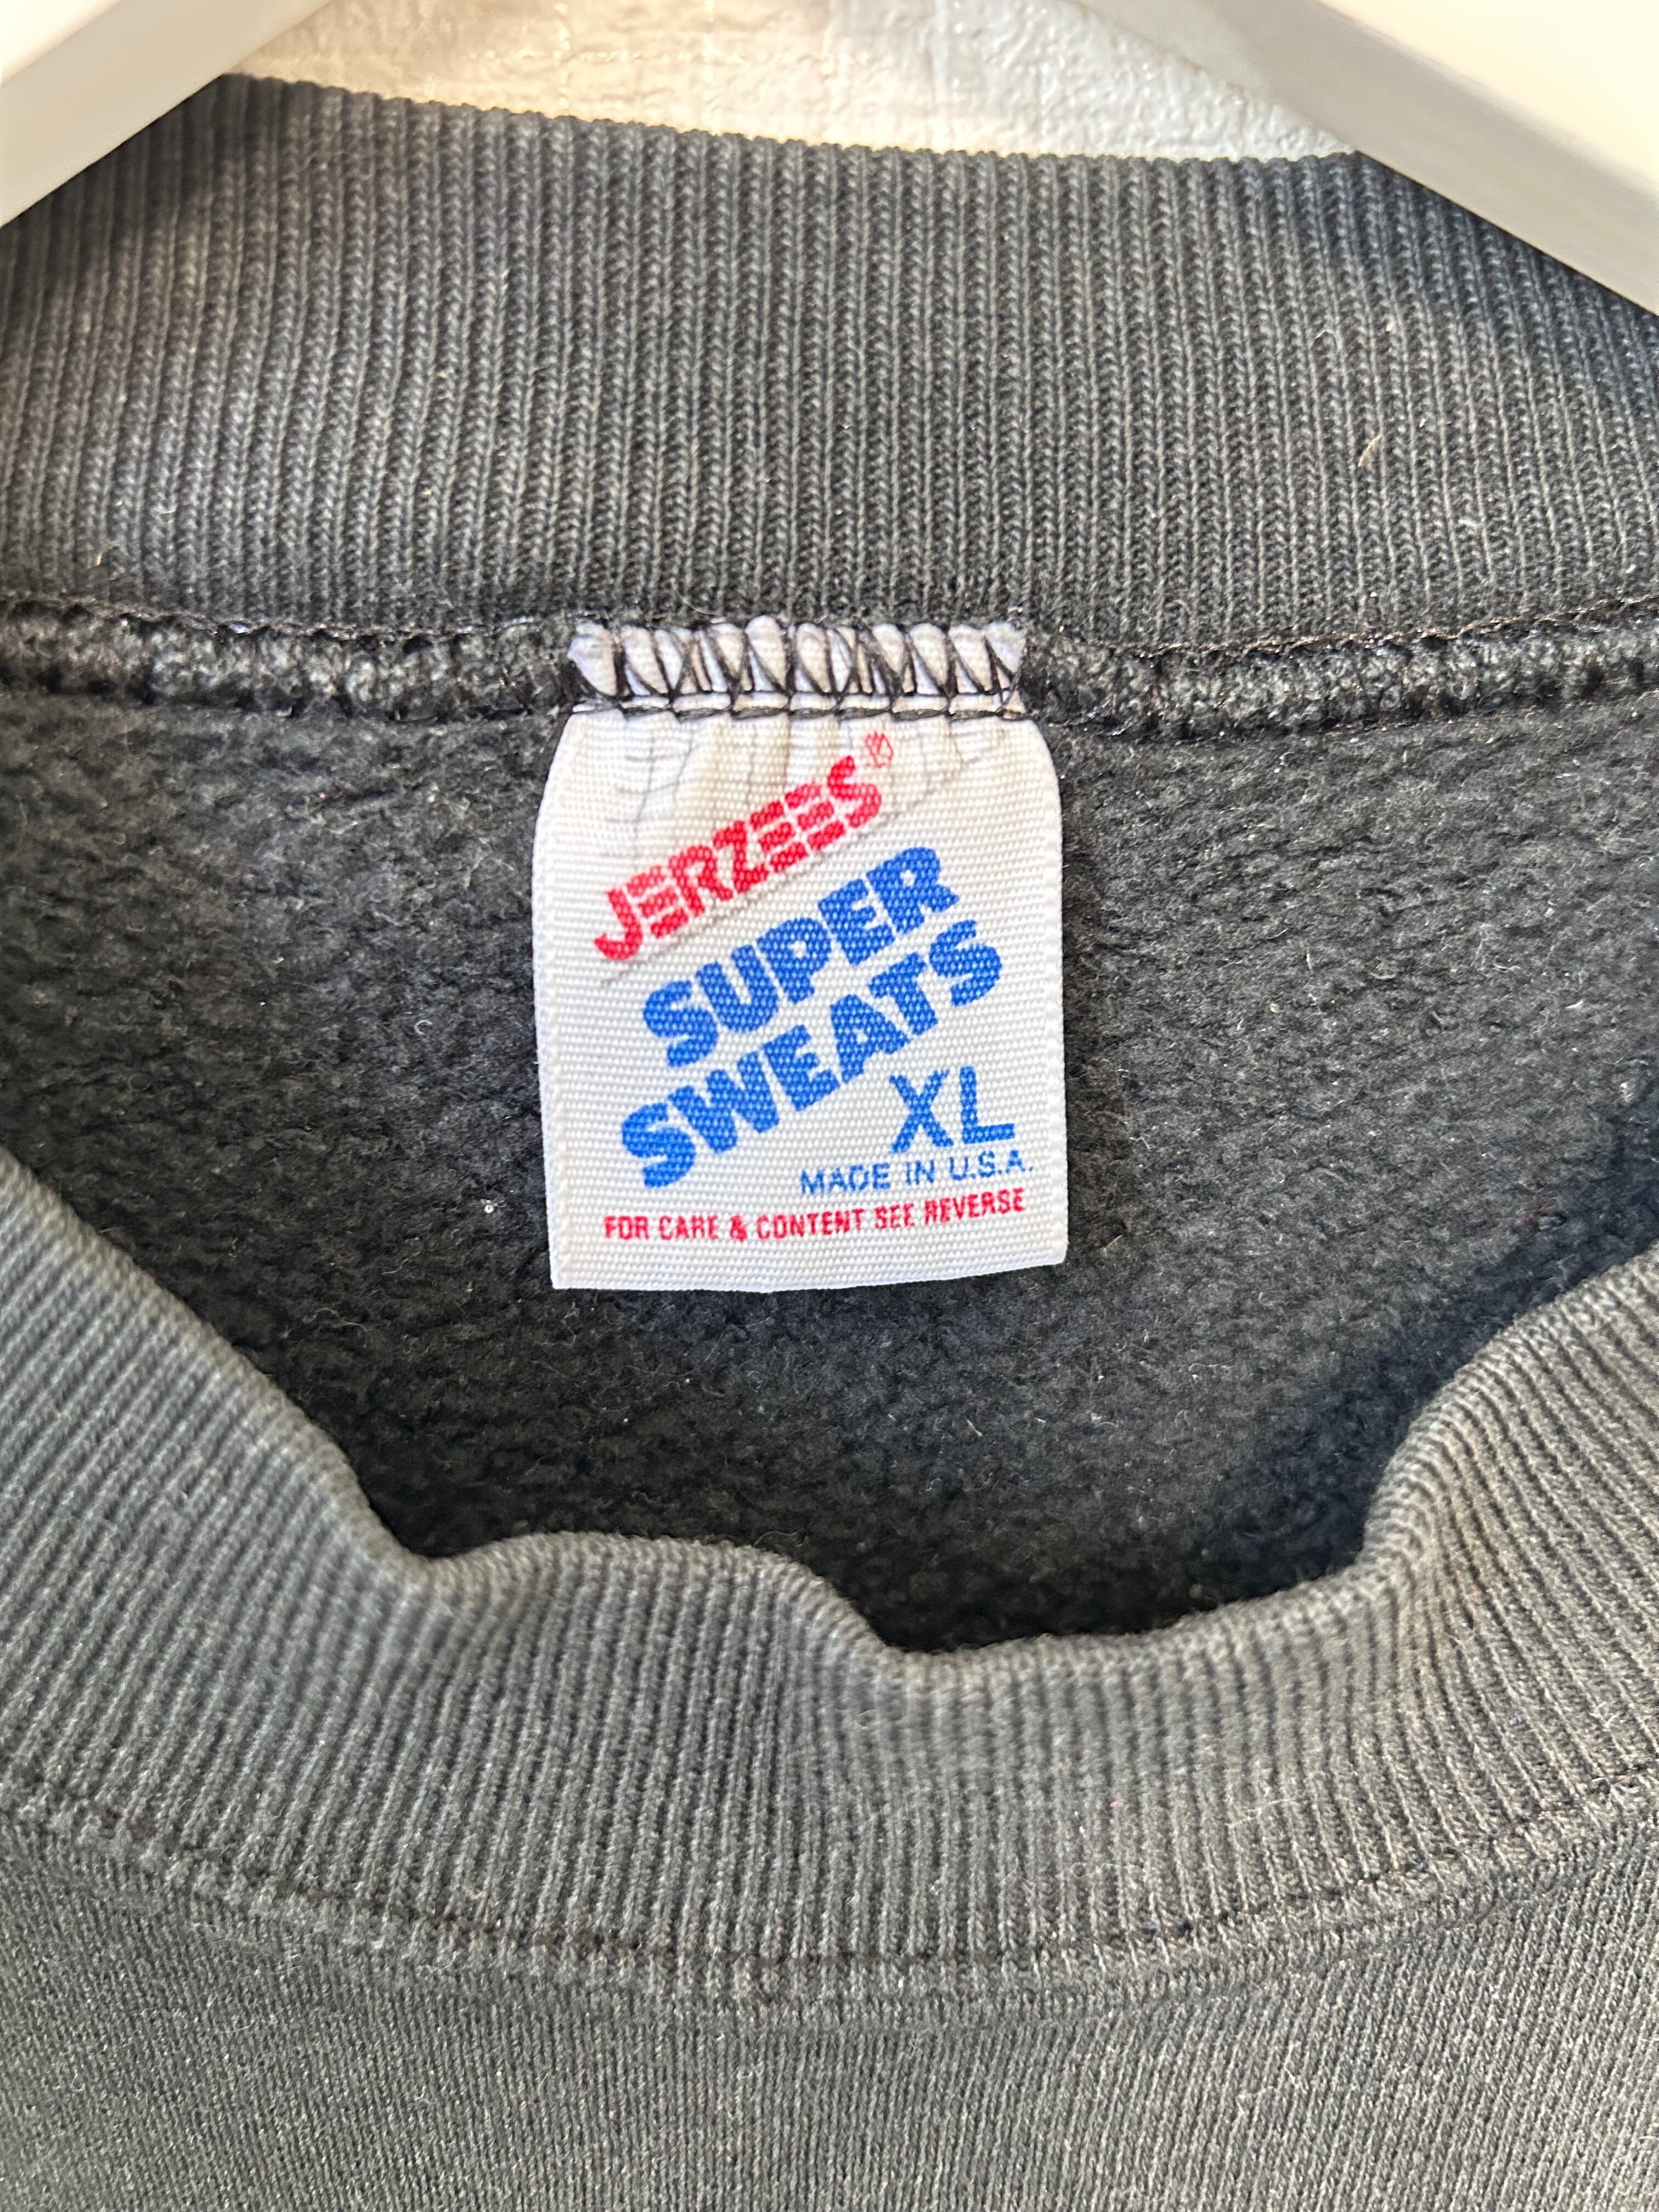 JERZEES®
SUPER
SWEATS
XL
MADE IN U.S.A.
FOR CARE & CONTENT SEE REVERSE